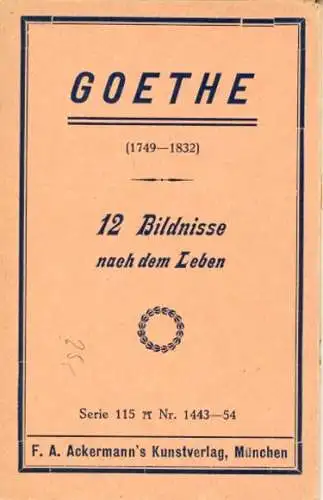 GOETHE
(1749—1832)
12 Bildnisse
nach dem Leben
Serie 115 Nr. 1443—54
F. A. Ackermann's Kunstverlag, München